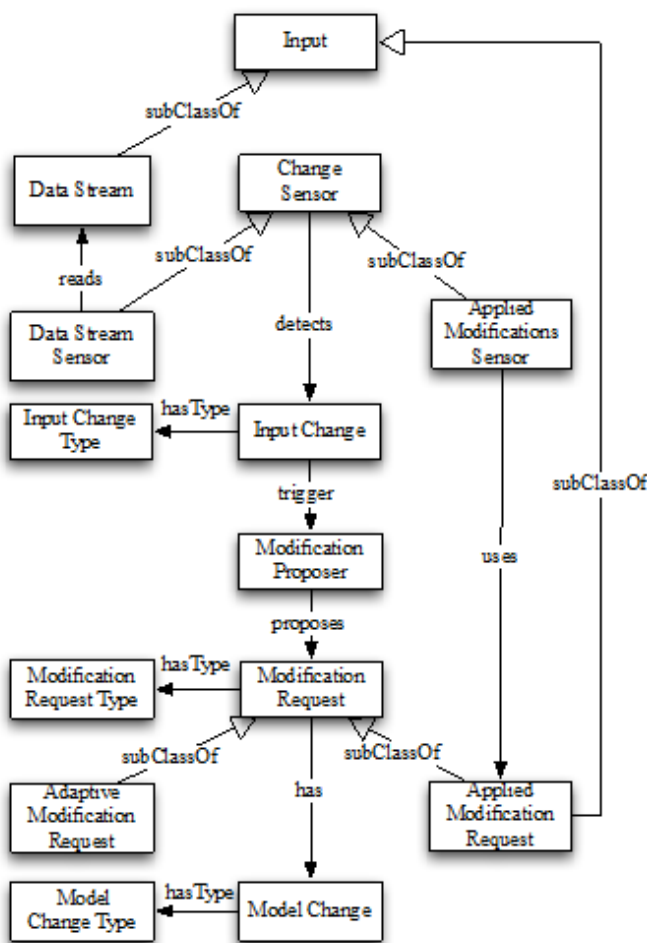 Input
subClassOf
Data Stream
Change
Sensor
subClassOf
subClassOf
reads
Data Stream
Sensor
detects
Applied
Modifications
Sensor
Input Change
Type
hasType
Input Change
trigger
subClassOf
Modification
Proposer
uses
proposes
Modification
Request Type
hasType
Modification
Request
subClassOf
subClassOf
has
Adaptive
Modification
Request
Applied
Modification
Request
Model
Change Type
hasType
Model Change